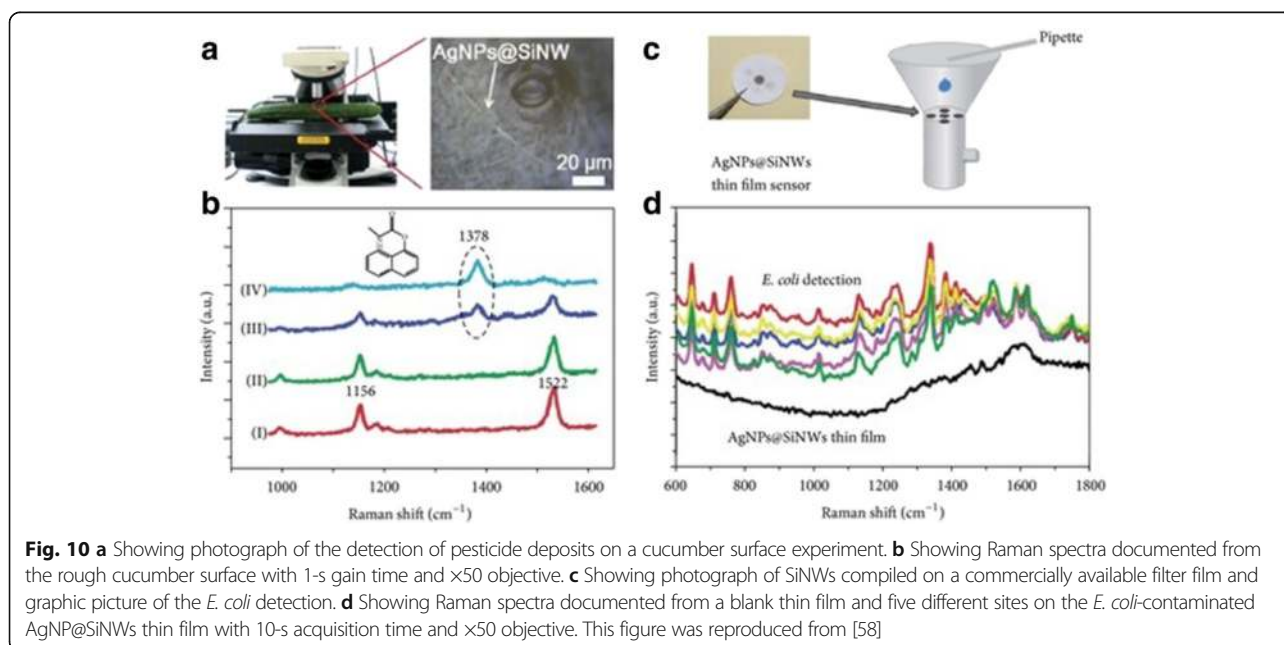 a
AgNPs@SiNW
20 µm
c
Pipette
AgNPs@SiNWs
thin film sensor
b
Intensity (a.u.)
1378
(IV)
(III)
(II)
1156
1522
(I)
1000 1200 1400 1600
Raman shift (cm⁻¹)
d
Intensity (a.u.)
E. coli detection
AgNPs@SiNWs thin film
600 800 1000 1200 1400 1600 1800
Raman shift (cm⁻¹)
Fig. 10 a Showing photograph of the detection of pesticide deposits on a cucumber surface experiment. b Showing Raman spectra documented from
the rough cucumber surface with 1-s gain time and ×50 objective. c Showing photograph of SiNWs compiled on a commercially available filter film and
graphic picture of the E. coli detection. d Showing Raman spectra documented from a blank thin film and five different sites on the E. coli-contaminated
AgNP@SiNWs thin film with 10-s acquisition time and ×50 objective. This figure was reproduced from [58]